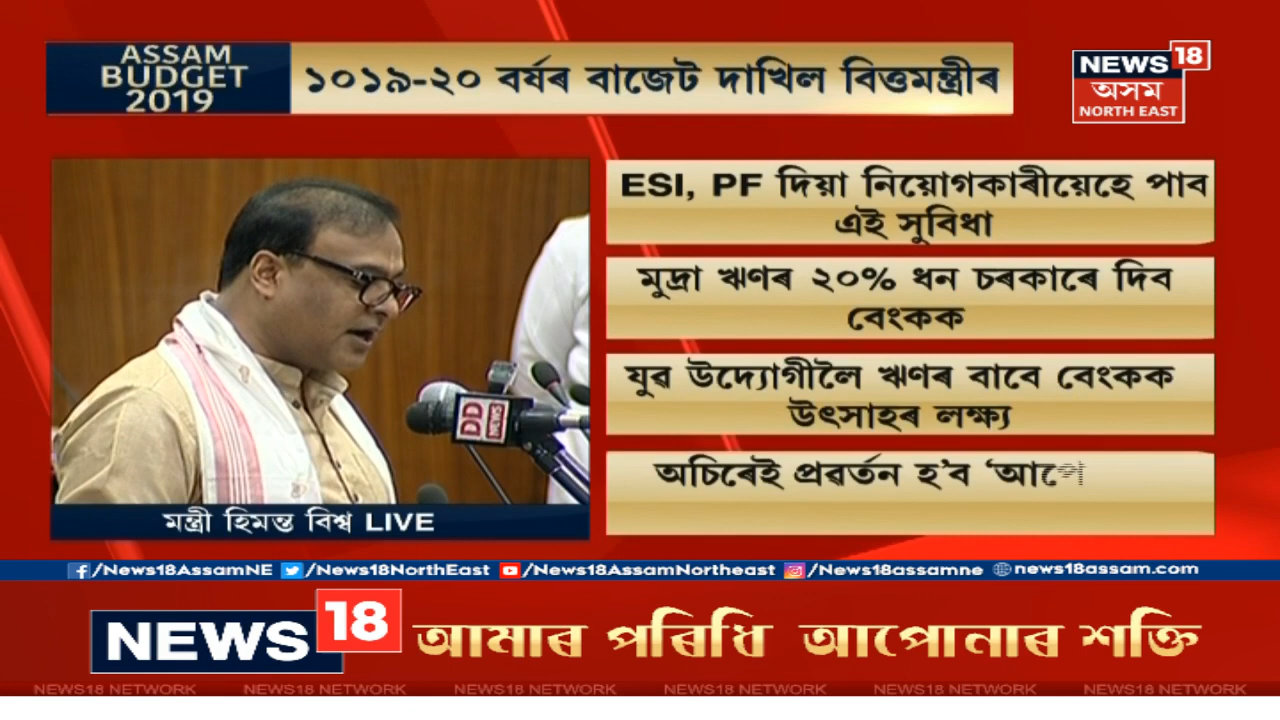 ASSAM
BUDGET
2019
১০১৯-২০ বৰ্ষৰ বাজেট দাখিল বিত্তমন্ত্ৰীৰ
NEWS 18
অসম
NORTH EAST
ESI, PF দিয়া নিয়োগকাৰীয়েহে পাব
এই সুবিধা
মুদ্ৰা ঋণৰ ২০% ধন চৰকাৰে দিব
বেংকক
যুৱ উদ্যোগীলৈ ঋণৰ বাবে বেংকক
উৎসাহৰ লক্ষ্য
অচিৰেই প্ৰৱৰ্তন হ'ব ‘আপে
DD
NEWS
মন্ত্ৰী হিমন্ত বিশ্ব LIVE
/News18AssamNE /News18NorthEast /News18AssamNortheast /News18assamne news18assam.com
NEWS 18 আমাৰ পৰিধি আপোনাৰ শক্তি
NEWS18 NETWORK NEWS18 NETWORK NEWS18 NETWORK NEWS18 NETWORK NEWS18 NETWORK NEWS18 NETWORK